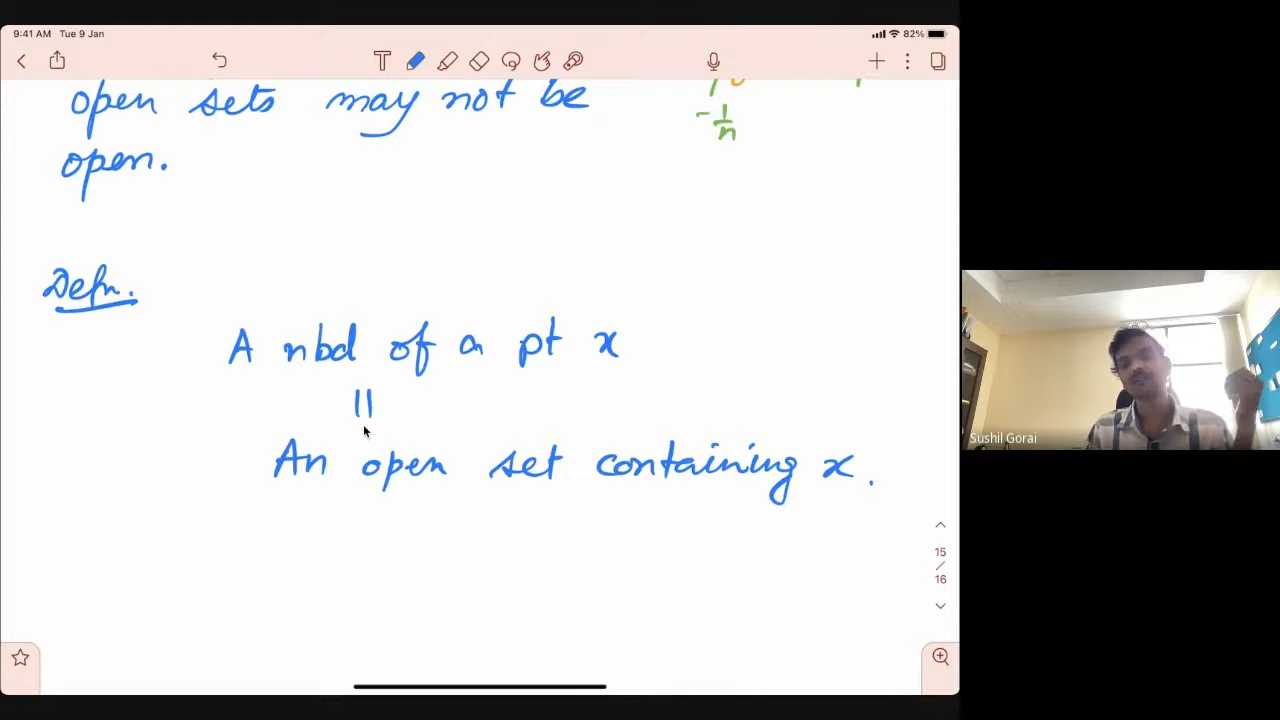 9:41 AM Tue 9 Jan
82%
open sets may not be
open.
-1/n
Defn.
A nbd of a pt x
||
An open set containing x.
Sushil Gorai
15
/
16